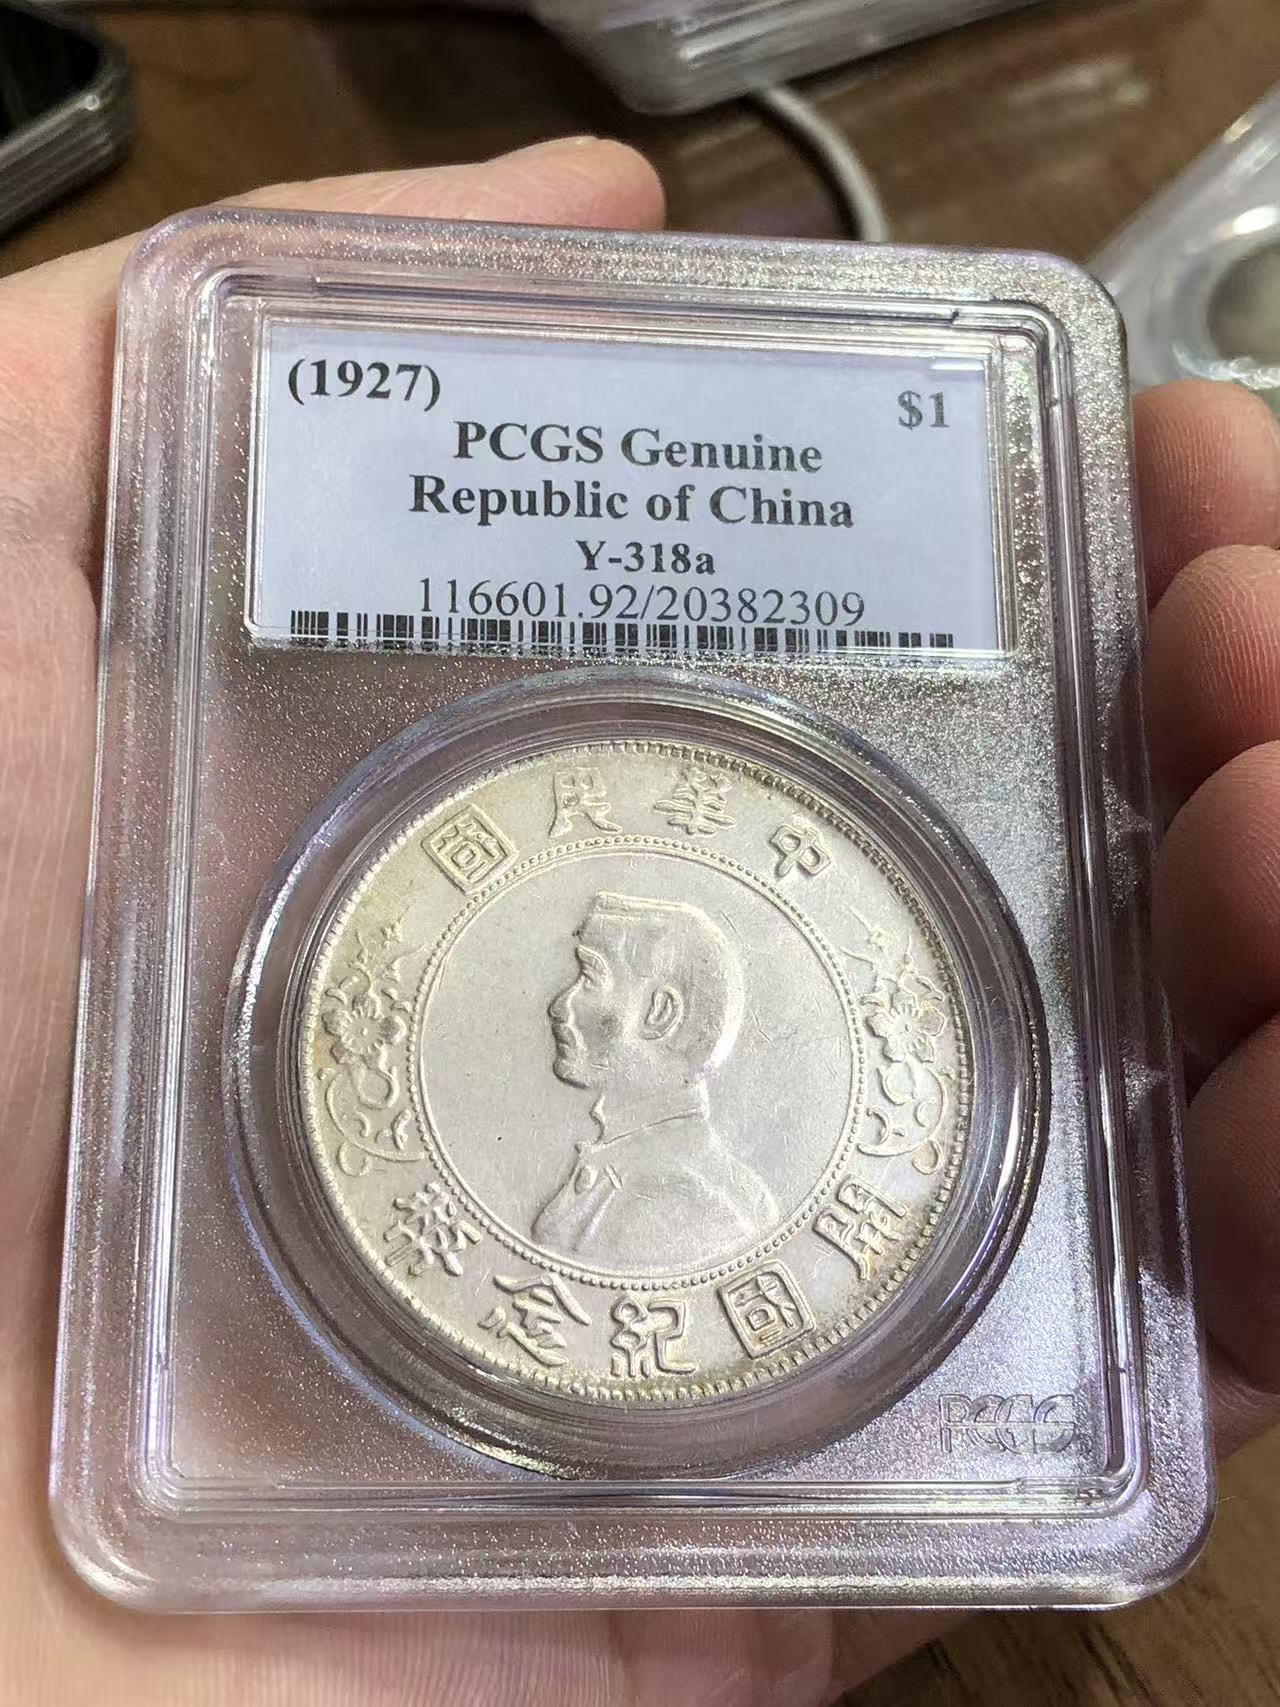 (1927)
$1
PCGS Genuine
Republic of China
Y-318a
116601.92/20382309
國民華中
開國紀念幣
PCGS